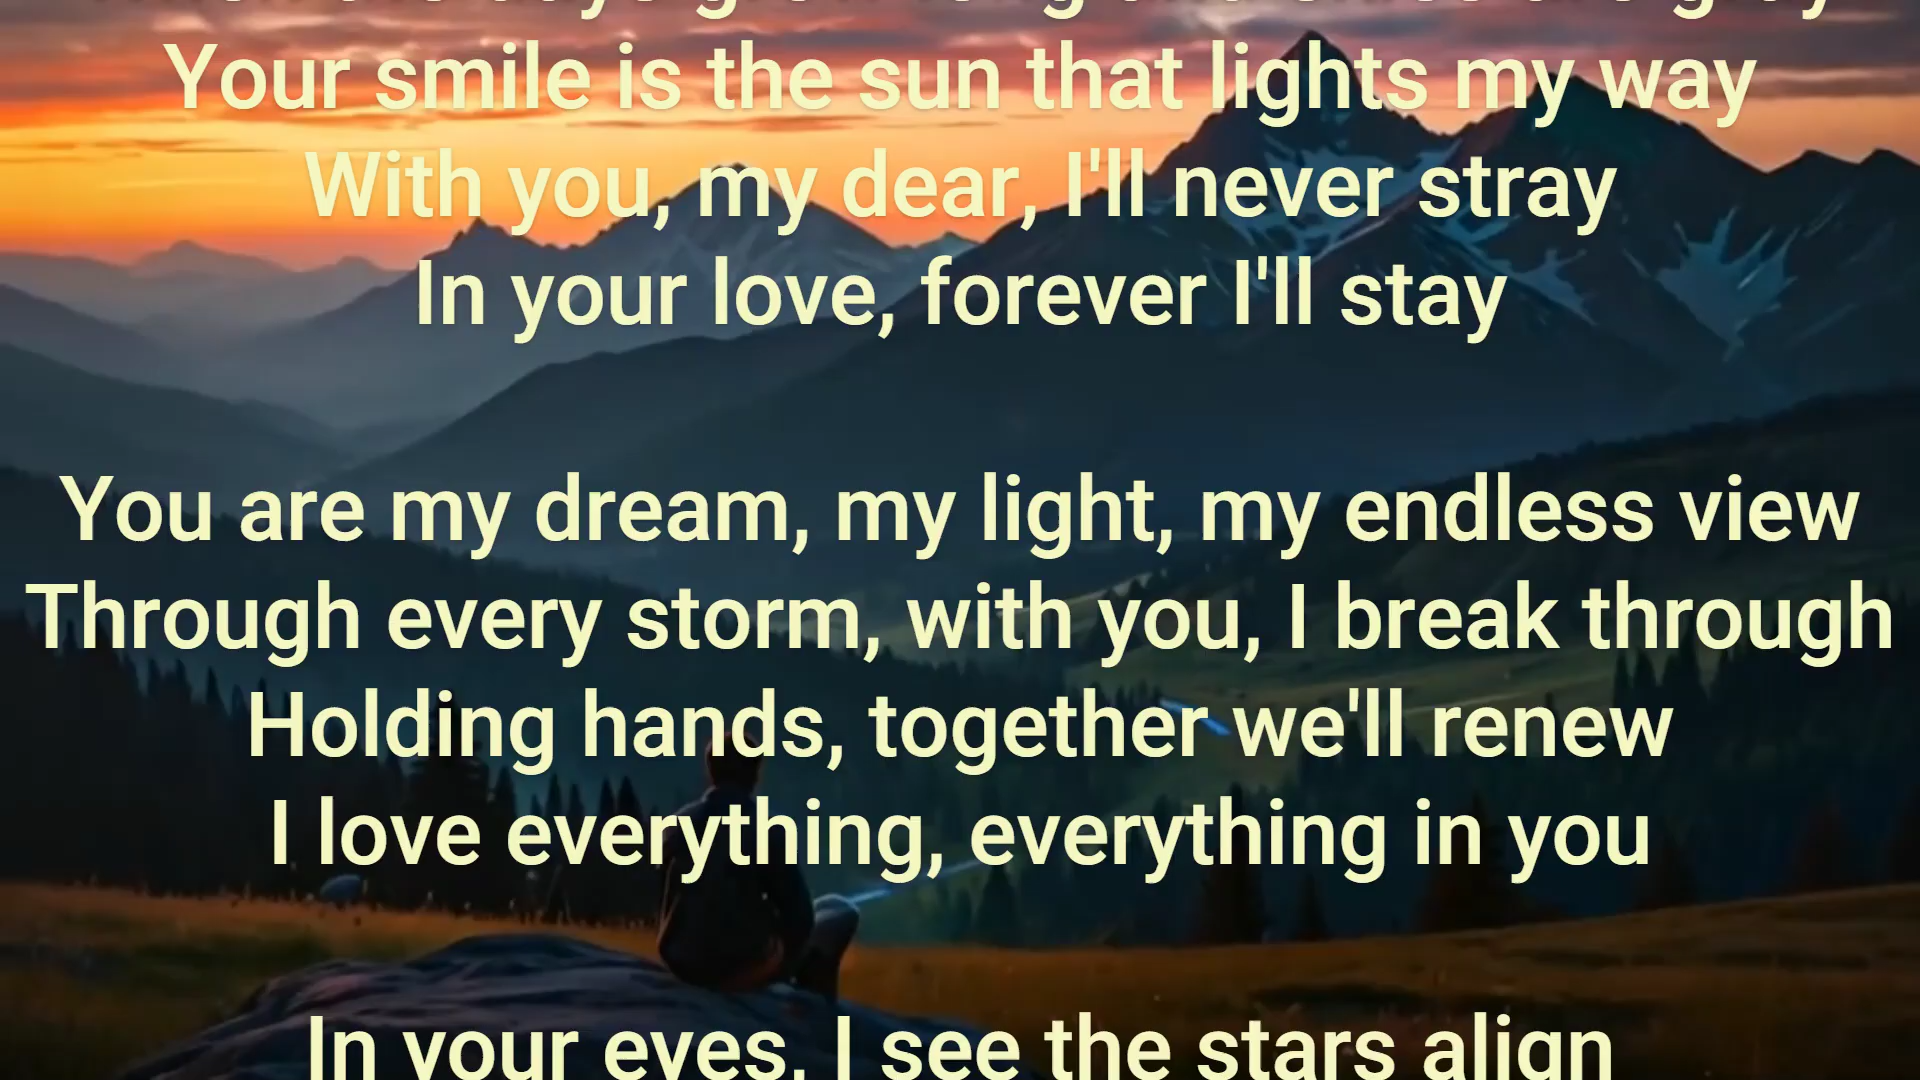 Your smile is the sun that lights my way
With you, my dear, I'll never stray
In your love, forever I'll stay
You are my dream, my light, my endless view
Through every storm, with you, I break through
Holding hands, together we'll renew
I love everything, everything in you
In your eyes, I see the stars align